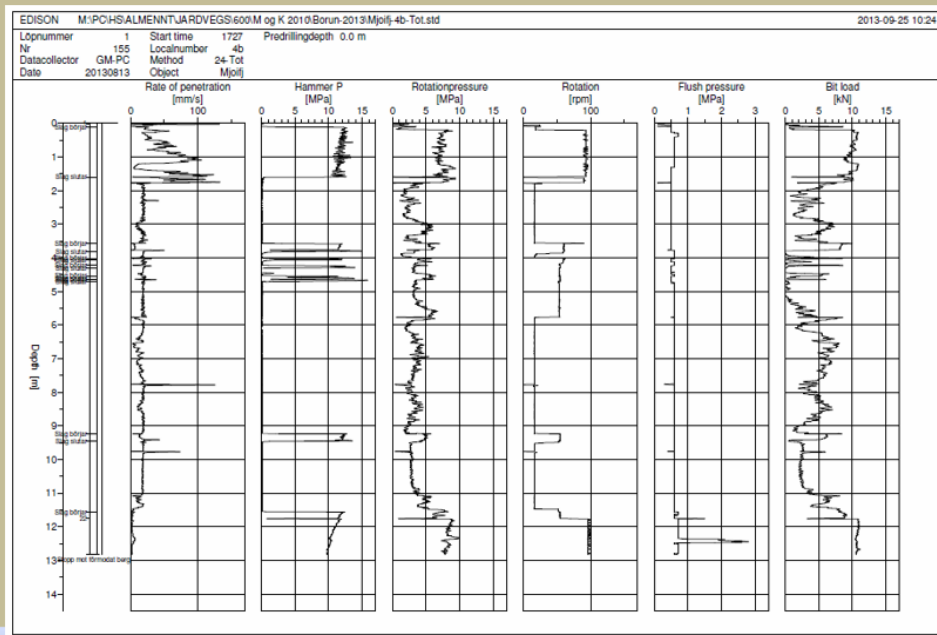 EDISON M:\PC\HS\ALMENNT\JARDVEGS\600\M og K 2010\Borun-2013\Mjoifj-4b-Tot.std 2013-09-25 10:24
Löpnummer 1 Start time 1727 Predrillingdepth 0.0 m
Nr 155 Localnumber 4b
Datacollector GM-PC Method 24-Tot
Date 20130813 Object Mjoifj
Rate of penetration Hammer P Rotationpressure Rotation Flush pressure Bit load
[mm/s] [MPa] [MPa] [rpm] [MPa] [kN]
0 100 0 5 10 15 0 5 10 15 0 100 0 1 2 3 0 5 10 15
0
Slag börjar
1
Slag slutar
2
3
Slag börjar
Slag slutar
4
5
6
7
Depth [m]
8
9
Slag börjar
Slag slutar
10
11
Slag börjar
12
13
Stopp mot förmodat berg
14